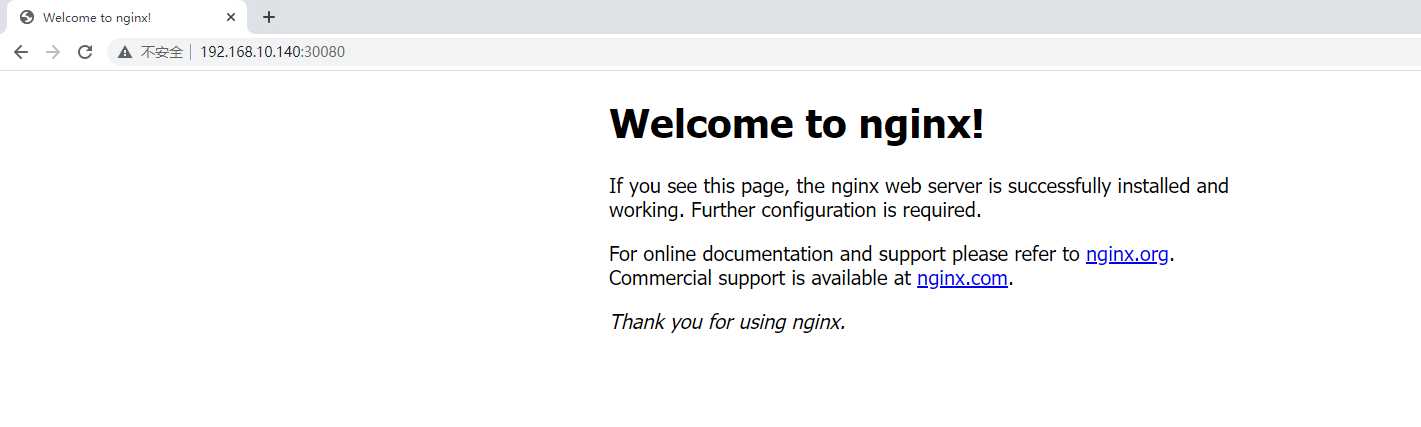 Welcome to nginx!
不安全 192.168.10.140:30080
Welcome to nginx!
If you see this page, the nginx web server is successfully installed and
working. Further configuration is required.
For online documentation and support please refer to nginx.org.
Commercial support is available at nginx.com.
Thank you for using nginx.